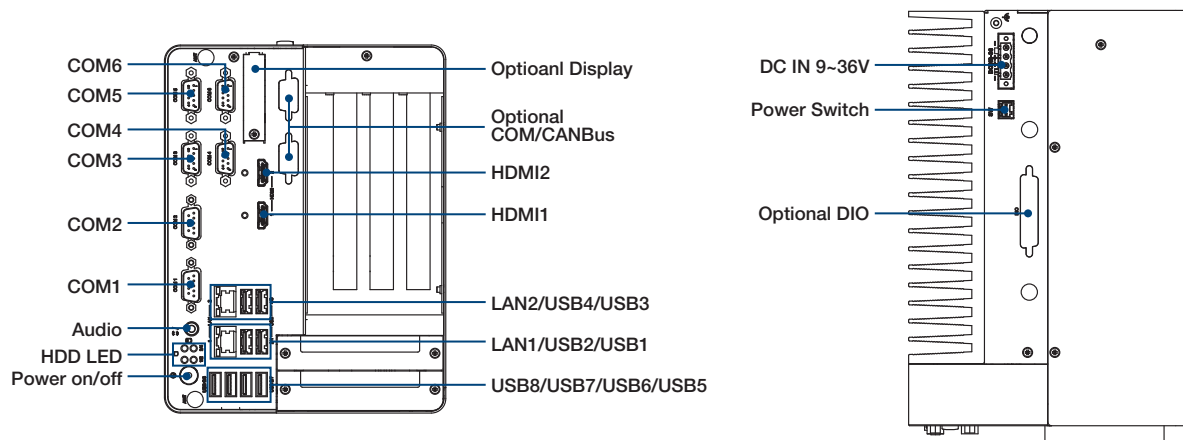 COM6
COM5
COM4
COM3
COM2
COM1
Audio
HDD LED
Power on/off
Optioanl Display
Optional
COM/CANBus
HDMI2
HDMI1
LAN2/USB4/USB3
LAN1/USB2/USB1
USB8/USB7/USB6/USB5
DC IN 9~36V
Power Switch
Optional DIO